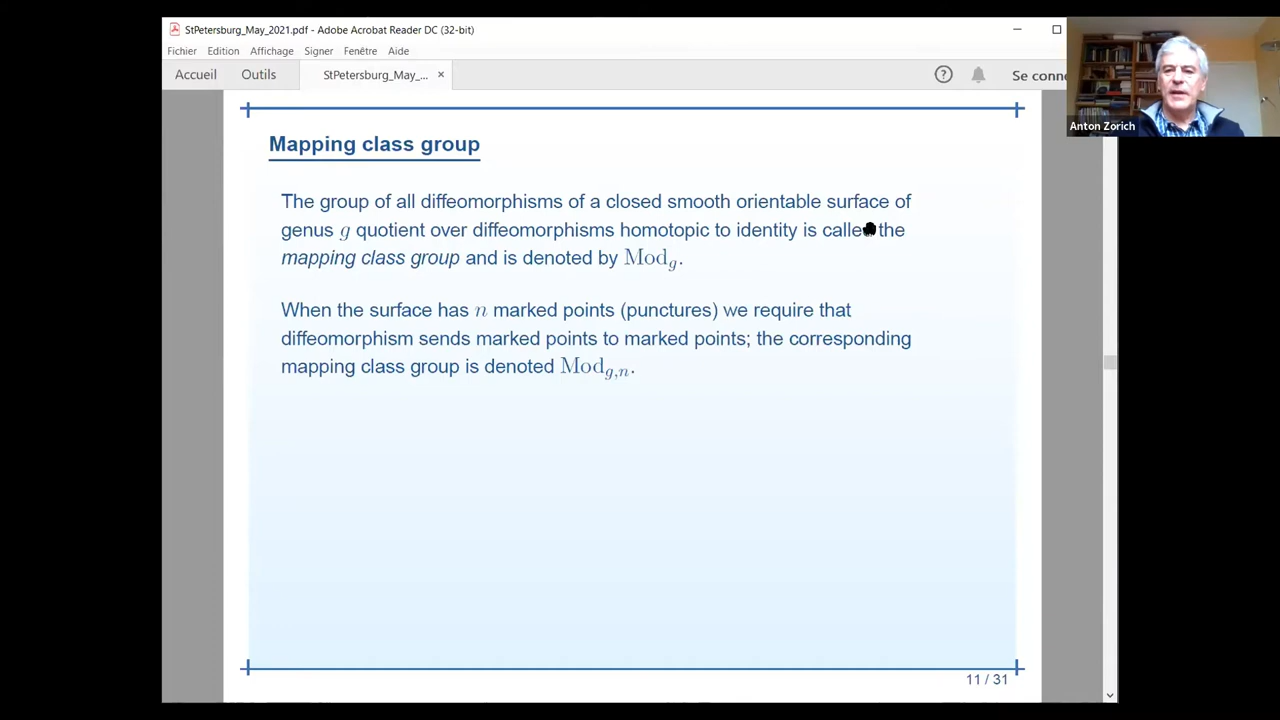 StPetersburg_May_2021.pdf - Adobe Acrobat Reader DC (32-bit)
Fichier Edition Affichage Signer Fenêtre Aide
Accueil Outils StPetersburg_May_... × ? Se conn
Anton Zorich
Mapping class group
The group of all diffeomorphisms of a closed smooth orientable surface of
genus g quotient over diffeomorphisms homotopic to identity is calle the
mapping class group and is denoted by Mod_g.
When the surface has n marked points (punctures) we require that
diffeomorphism sends marked points to marked points; the corresponding
mapping class group is denoted Mod_{g,n}.
11 / 31